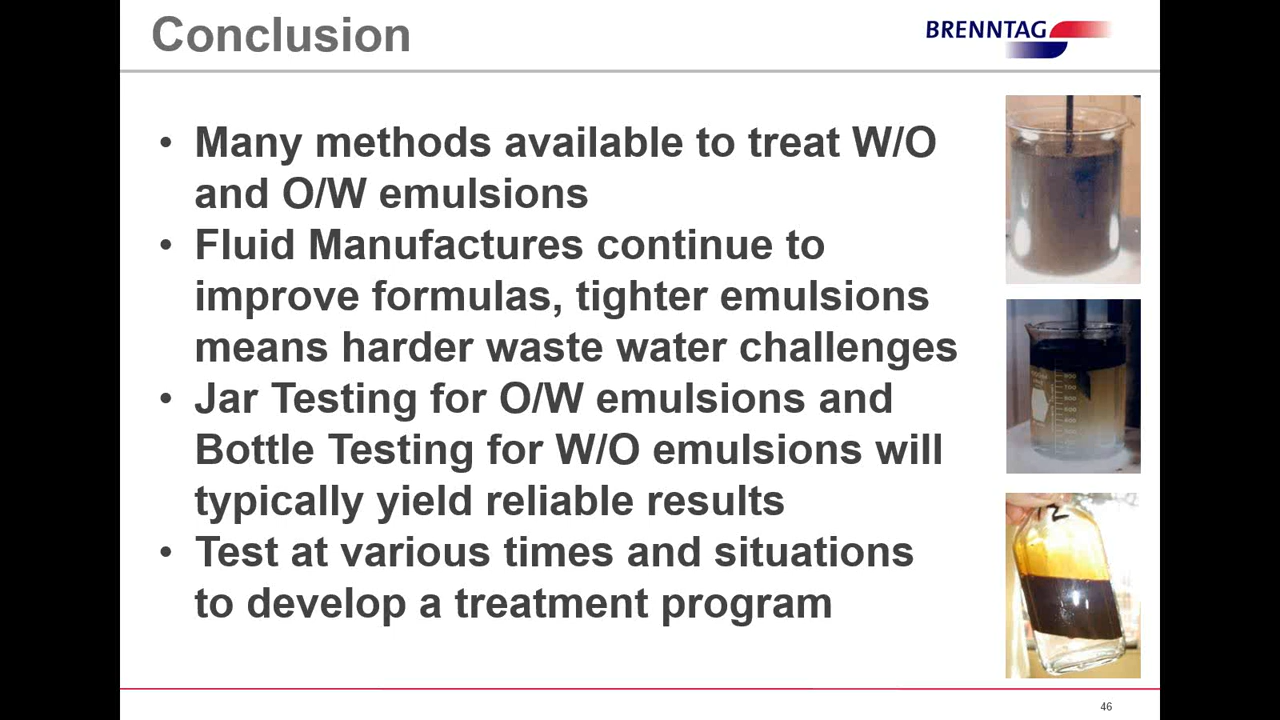 Conclusion
BRENNTAG
• Many methods available to treat W/O
and O/W emulsions
• Fluid Manufactures continue to
improve formulas, tighter emulsions
means harder waste water challenges
• Jar Testing for O/W emulsions and
Bottle Testing for W/O emulsions will
typically yield reliable results
• Test at various times and situations
to develop a treatment program
46